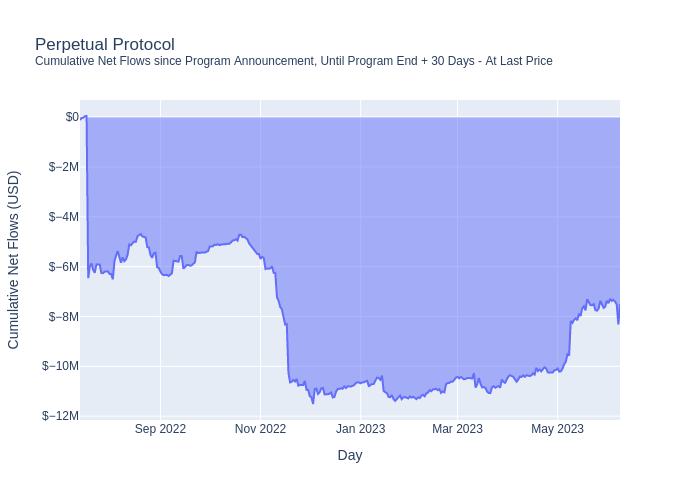 Perpetual Protocol
Cumulative Net Flows since Program Announcement, Until Program End + 30 Days - At Last Price
Cumulative Net Flows (USD)
$0
$−2M
$−4M
$−6M
$−8M
$−10M
$−12M
Sep 2022
Nov 2022
Jan 2023
Mar 2023
May 2023
Day